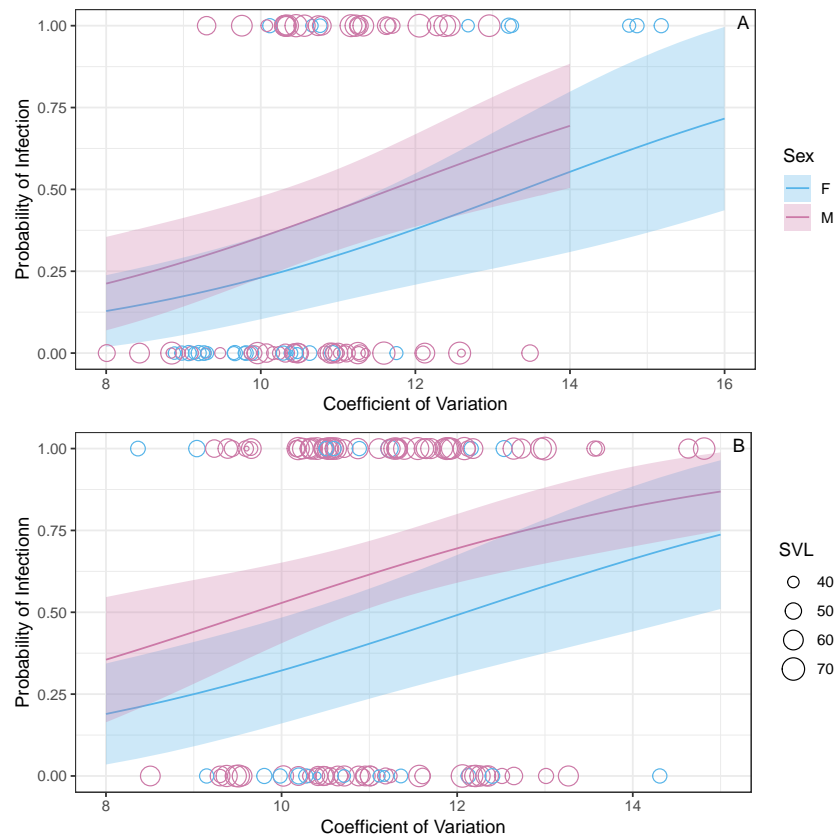 A
1.00
0.75
0.50
0.25
0.00
Probability of Infection
8 10 12 14 16
Coefficient of Variation
Sex
F
M
B
1.00
0.75
0.50
0.25
0.00
Probability of Infectionn
8 10 12 14
Coefficient of Variation
SVL
40
50
60
70